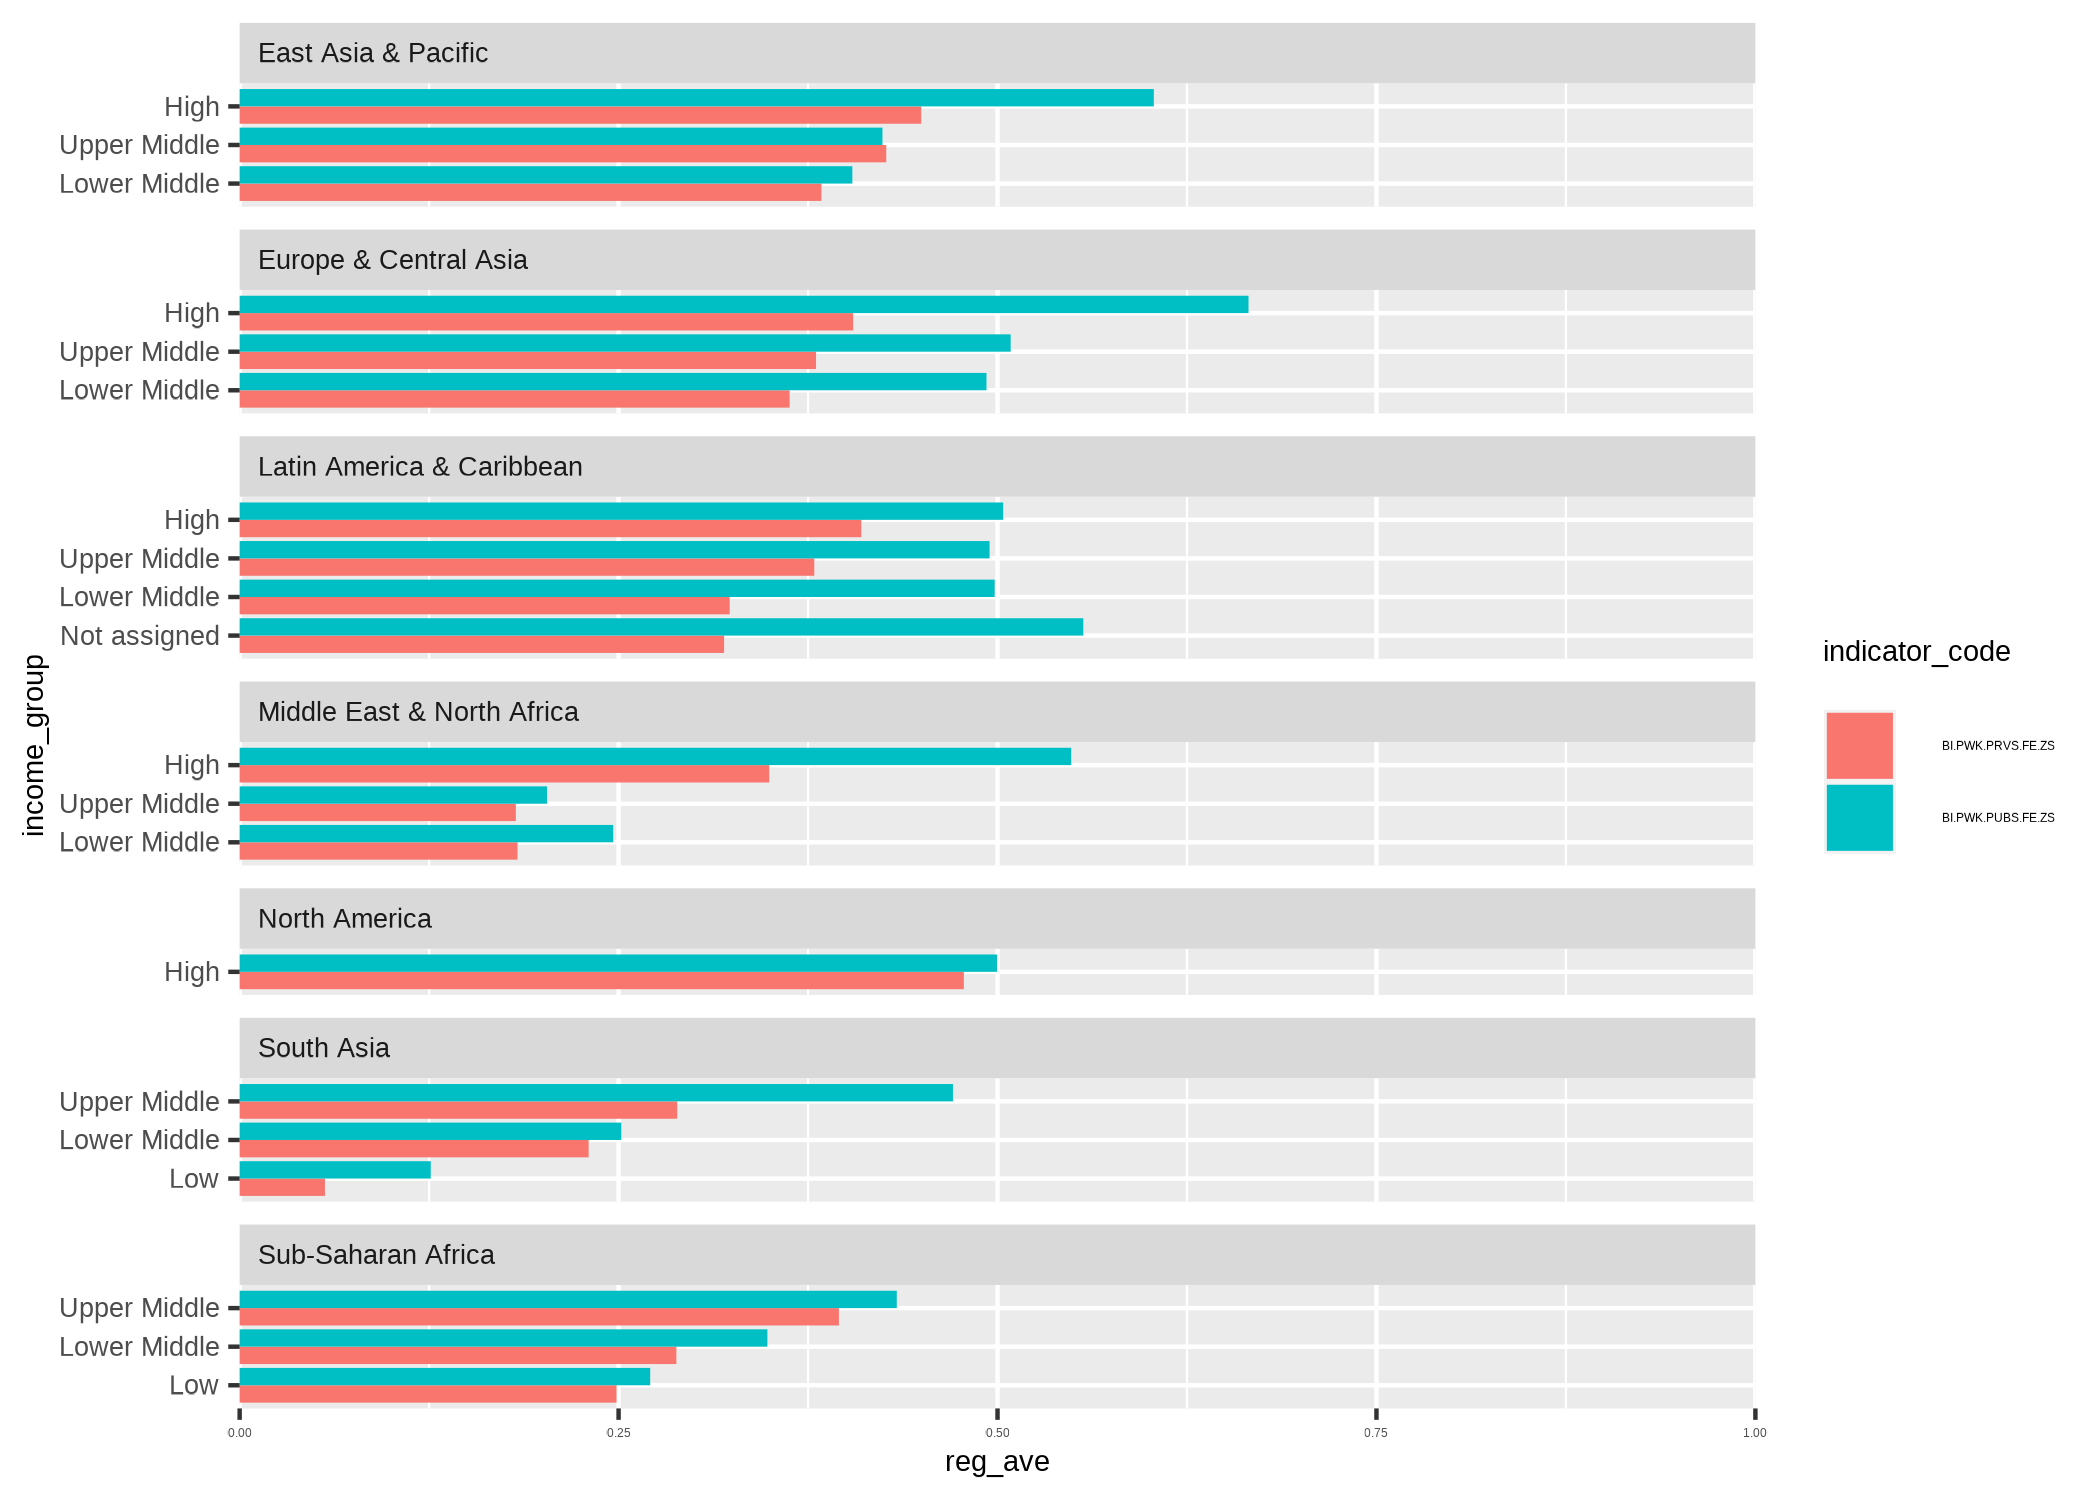 East Asia & Pacific
High
Upper Middle
Lower Middle
Europe & Central Asia
High
Upper Middle
Lower Middle
Latin America & Caribbean
High
Upper Middle
Lower Middle
Not assigned
Middle East & North Africa
High
Upper Middle
Lower Middle
North America
High
South Asia
Upper Middle
Lower Middle
Low
Sub-Saharan Africa
Upper Middle
Lower Middle
Low
0.00 0.25 0.50 0.75 1.00
reg_ave
income_group
indicator_code
BI.PWK.PRVS.FE.ZS
BI.PWK.PUBS.FE.ZS